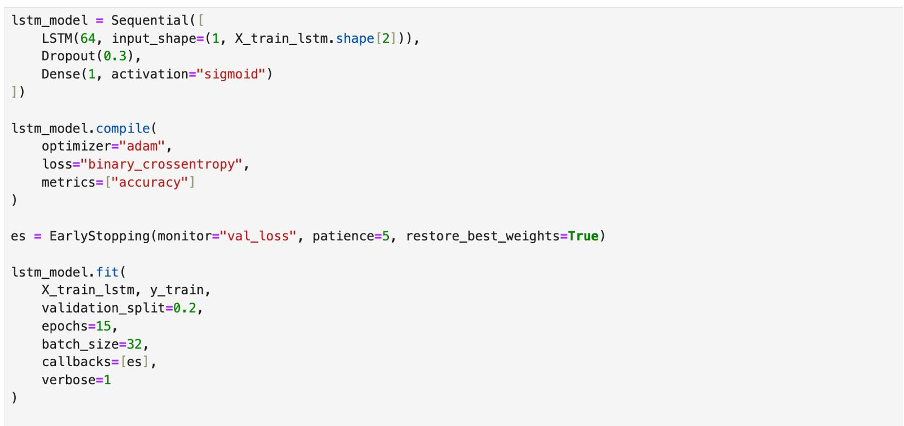 lstm_model = Sequential([
    LSTM(64, input_shape=(1, X_train_lstm.shape[2])),
    Dropout(0.3),
    Dense(1, activation="sigmoid")
])

lstm_model.compile(
    optimizer="adam",
    loss="binary_crossentropy",
    metrics=["accuracy"]
)

es = EarlyStopping(monitor="val_loss", patience=5, restore_best_weights=True)

lstm_model.fit(
    X_train_lstm, y_train,
    validation_split=0.2,
    epochs=15,
    batch_size=32,
    callbacks=[es],
    verbose=1
)